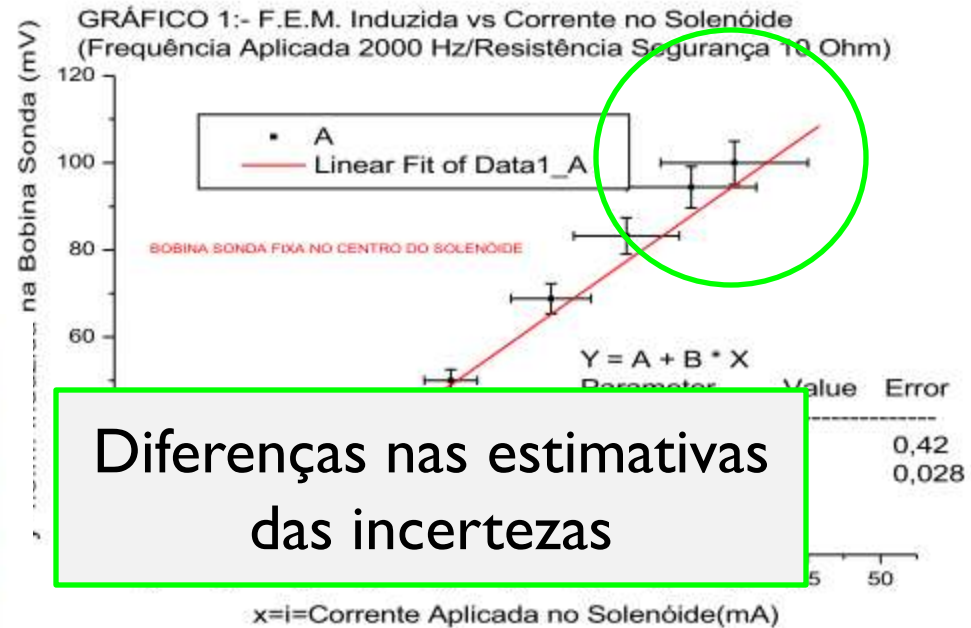 GRÁFICO 1:- F.E.M. Induzida vs Corrente no Solenóide
(Frequência Aplicada 2000 Hz/Resistência Segurança 10 Ohm)
na Bobina Sonda (mV)
120
100
80
60
A
Linear Fit of Data1_A
BOBINA SONDA FIXA NO CENTRO DO SOLENÓIDE
Y = A + B * X
Parameter Value Error
0,42
0,028
Diferenças nas estimativas
das incertezas
5 50
x=i=Corrente Aplicada no Solenóide(mA)